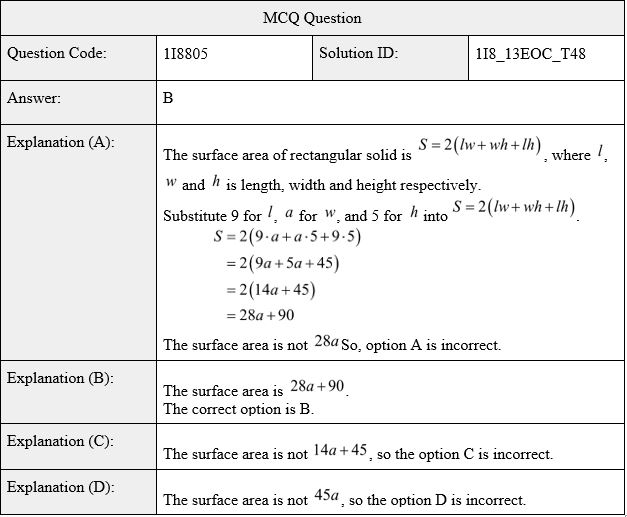 MCQ Question
Question Code: 1I8805 Solution ID: 1I8_13EOC_T48
Answer: B
Explanation (A): The surface area of rectangular solid is S = 2(lw + wh + lh), where l,
w and h is length, width and height respectively.
Substitute 9 for l, a for w, and 5 for h into S = 2(lw + wh + lh).
S = 2(9·a + a·5 + 9·5)
= 2(9a + 5a + 45)
= 2(14a + 45)
= 28a + 90
The surface area is not 28a So, option A is incorrect.
Explanation (B): The surface area is 28a + 90.
The correct option is B.
Explanation (C): The surface area is not 14a + 45, so the option C is incorrect.
Explanation (D): The surface area is not 45a, so the option D is incorrect.